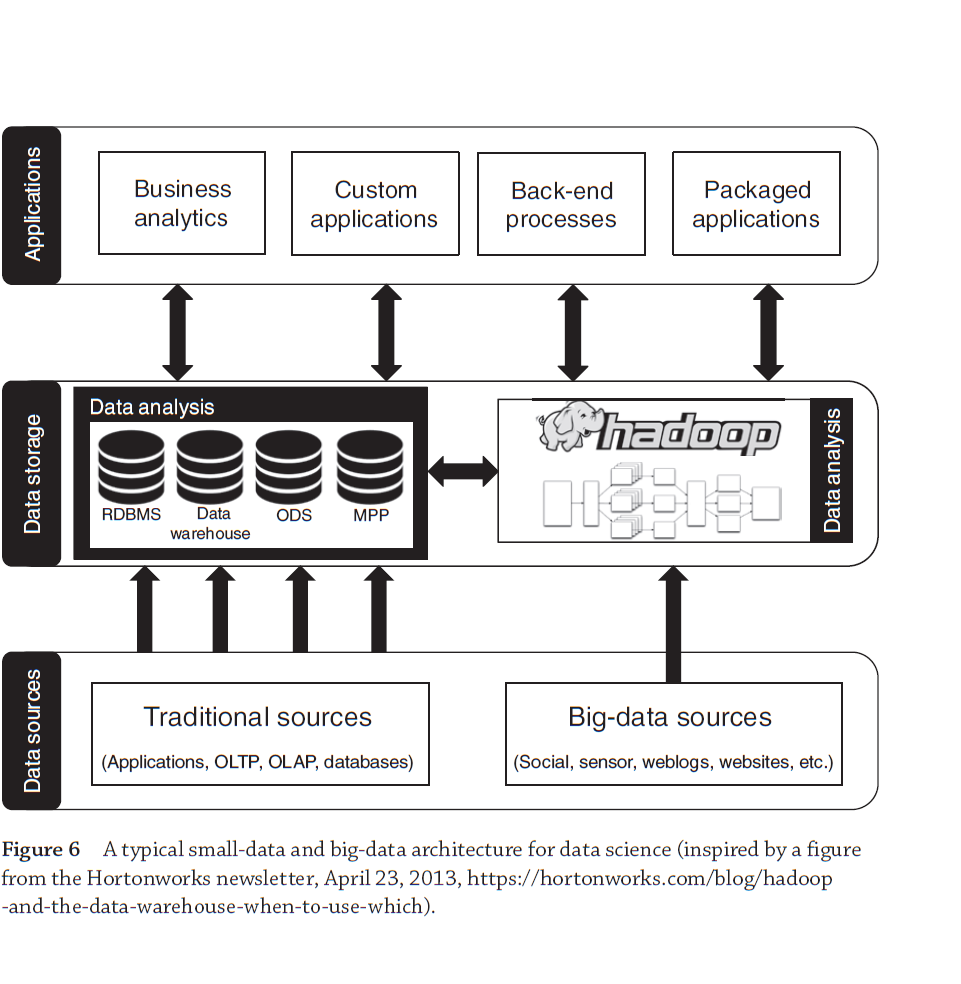 Applications
Business
analytics
Custom
applications
Back-end
processes
Packaged
applications
Data storage
Data analysis
RDBMS
Data
warehouse
ODS
MPP
hadoop
Data analysis
Data sources
Traditional sources
(Applications, OLTP, OLAP, databases)
Big-data sources
(Social, sensor, weblogs, websites, etc.)
Figure 6 A typical small-data and big-data architecture for data science (inspired by a figure
from the Hortonworks newsletter, April 23, 2013, https://hortonworks.com/blog/hadoop
-and-the-data-warehouse-when-to-use-which).